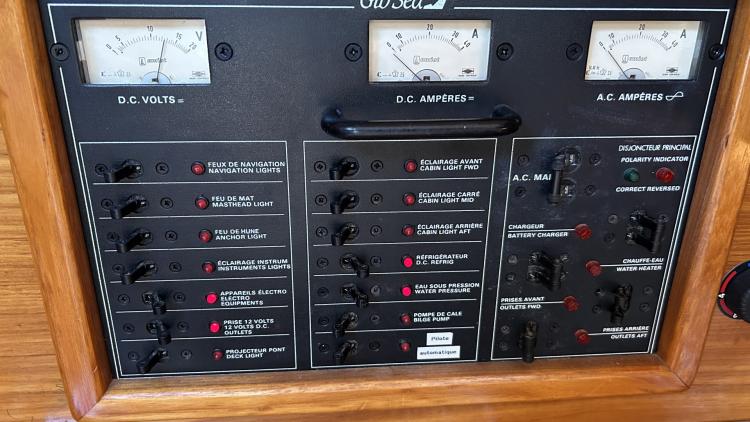 Gib'Sea
V
A
A
D.C. VOLTS =
D.C. AMPÈRES =
A.C. AMPÈRES
FEUX DE NAVIGATION
NAVIGATION LIGHTS
FEU DE MAT
MASTHEAD LIGHT
FEU DE HUNE
ANCHOR LIGHT
ÉCLAIRAGE INSTRUM
INSTRUMENTS LIGHTS
APPAREILS ÉLECTRO
ELECTRO
EQUIPMENTS
PRISE 12 VOLTS
12 VOLTS D.C.
OUTLETS
PROJECTEUR PONT
DECK LIGHT
ÉCLAIRAGE AVANT
CABIN LIGHT FWD
ÉCLAIRAGE CARRÉ
CABIN LIGHT MID
ÉCLAIRAGE ARRIÈRE
CABIN LIGHT AFT
RÉFRIGÉRATEUR
D.C. REFRIG
EAU SOUS PRESSION
WATER PRESSURE
POMPE DE CALE
BILGE PUMP
Pilote
automatique
DISJONCTEUR PRINCIPAL
POLARITY INDICATOR
A.C. MAI
CORRECT REVERSED
CHARGEUR
BATTERY CHARGER
CHAUFFE-EAU
WATER HEATER
PRISES AVANT
OUTLETS FWD
PRISES ARRIÈRE
OUTLETS AFT